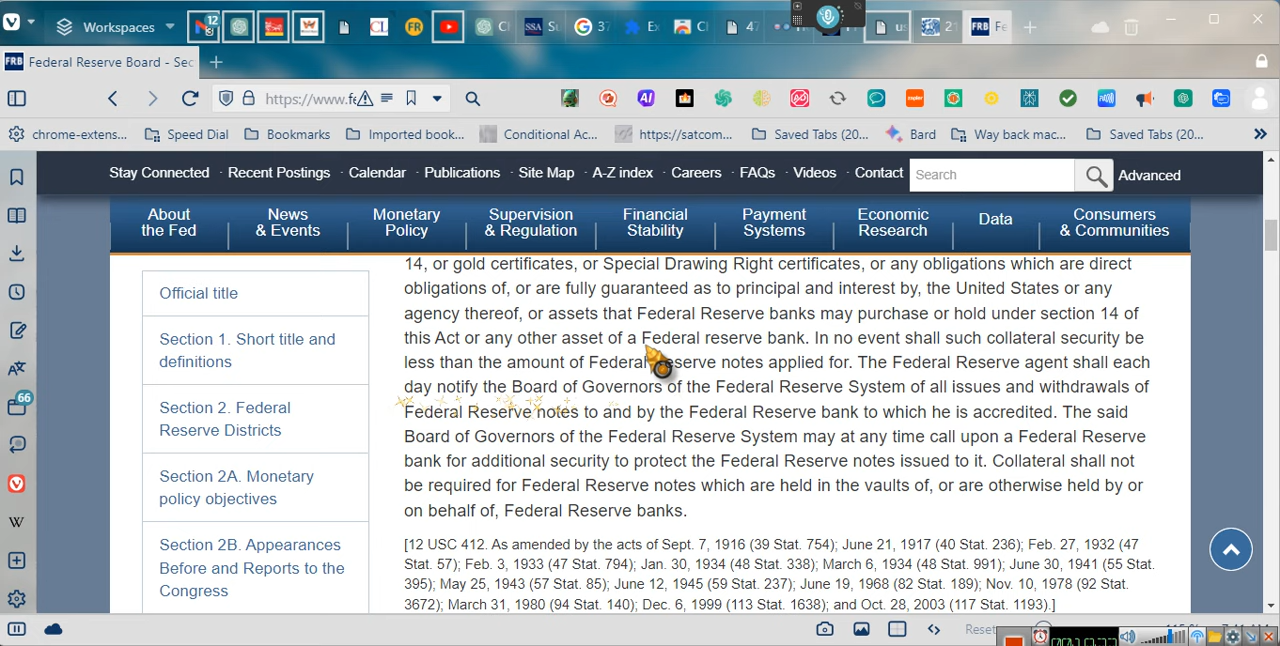 Workspaces
12
CL
FR
Cl
SSA
Se
37
Ex
Cl
47
us
21
FRB
Fe
FRB Federal Reserve Board - Sec
https://www.fe
AI
chrome-extens...
Speed Dial
Bookmarks
Imported book...
Conditional Ac...
https://satcom...
Saved Tabs (20...
Bard
Way back mac...
Saved Tabs (20...
Stay Connected · Recent Postings · Calendar · Publications · Site Map · A-Z index · Careers · FAQs · Videos · Contact
Search
Advanced
About
the Fed
News
& Events
Monetary
Policy
Supervision
& Regulation
Financial
Stability
Payment
Systems
Economic
Research
Data
Consumers
& Communities
Official title
Section 1. Short title and
definitions
Section 2. Federal
Reserve Districts
Section 2A. Monetary
policy objectives
Section 2B. Appearances
Before and Reports to the
Congress
14, or gold certificates, or Special Drawing Right certificates, or any obligations which are direct
obligations of, or are fully guaranteed as to principal and interest by, the United States or any
agency thereof, or assets that Federal Reserve banks may purchase or hold under section 14 of
this Act or any other asset of a Federal reserve bank. In no event shall such collateral security be
less than the amount of Federal Reserve notes applied for. The Federal Reserve agent shall each
day notify the Board of Governors of the Federal Reserve System of all issues and withdrawals of
Federal Reserve notes to and by the Federal Reserve bank to which he is accredited. The said
Board of Governors of the Federal Reserve System may at any time call upon a Federal Reserve
bank for additional security to protect the Federal Reserve notes issued to it. Collateral shall not
be required for Federal Reserve notes which are held in the vaults of, or are otherwise held by or
on behalf of, Federal Reserve banks.
[12 USC 412. As amended by the acts of Sept. 7, 1916 (39 Stat. 754); June 21, 1917 (40 Stat. 236); Feb. 27, 1932 (47
Stat. 57); Feb. 3, 1933 (47 Stat. 794); Jan. 30, 1934 (48 Stat. 338); March 6, 1934 (48 Stat. 991); June 30, 1941 (55 Stat.
395); May 25, 1943 (57 Stat. 85); June 12, 1945 (59 Stat. 237); June 19, 1968 (82 Stat. 189); Nov. 10, 1978 (92 Stat.
3672); March 31, 1980 (94 Stat. 140); Dec. 6, 1999 (113 Stat. 1638); and Oct. 28, 2003 (117 Stat. 1193).]
66
W
Reset